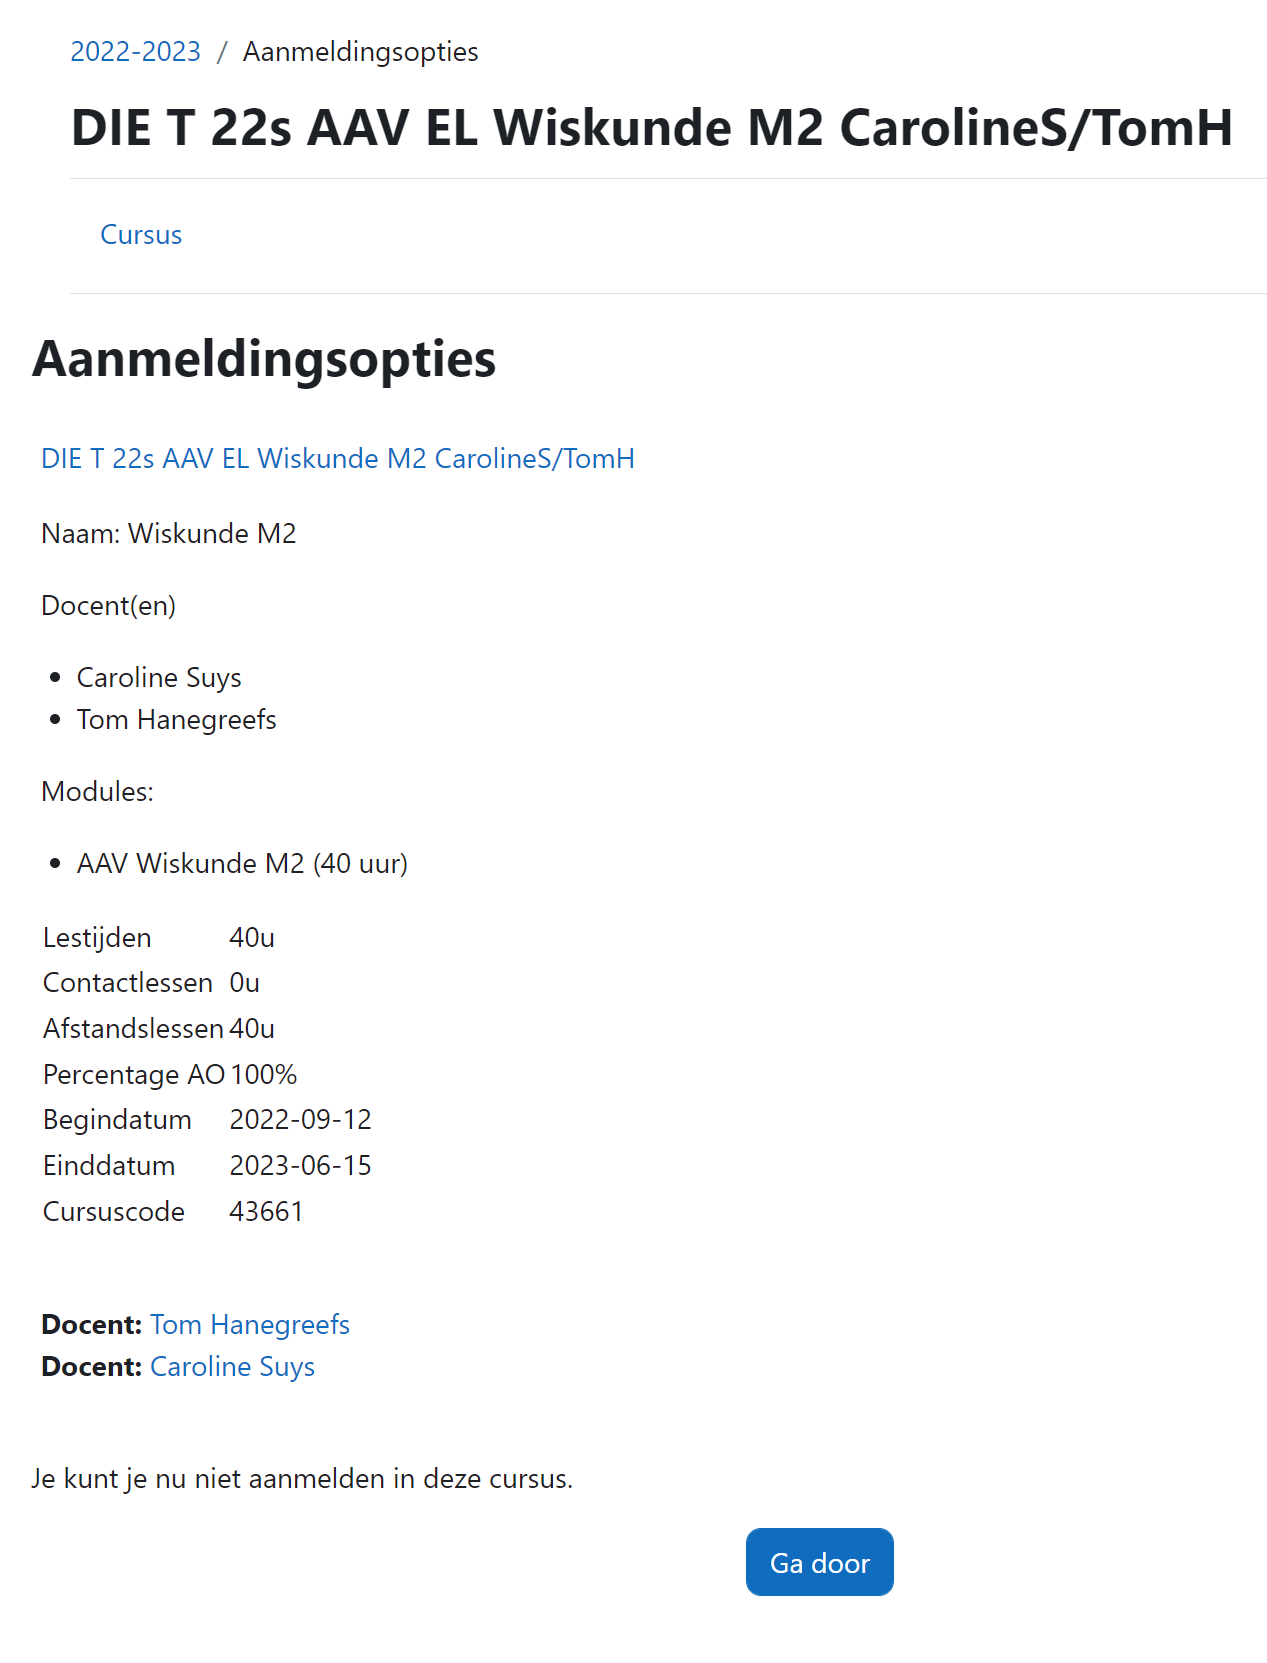 2022-2023 / Aanmeldingsopties
DIE T 22s AAV EL Wiskunde M2 CarolineS/TomH
Cursus
Aanmeldingsopties
DIE T 22s AAV EL Wiskunde M2 CarolineS/TomH
Naam: Wiskunde M2
Docent(en)
• Caroline Suys
• Tom Hanegreefs
Modules:
• AAV Wiskunde M2 (40 uur)
Lestijden 40u
Contactlessen 0u
Afstandslessen 40u
Percentage AO 100%
Begindatum 2022-09-12
Einddatum 2023-06-15
Cursuscode 43661
Docent: Tom Hanegreefs
Docent: Caroline Suys
Je kunt je nu niet aanmelden in deze cursus.
Ga door